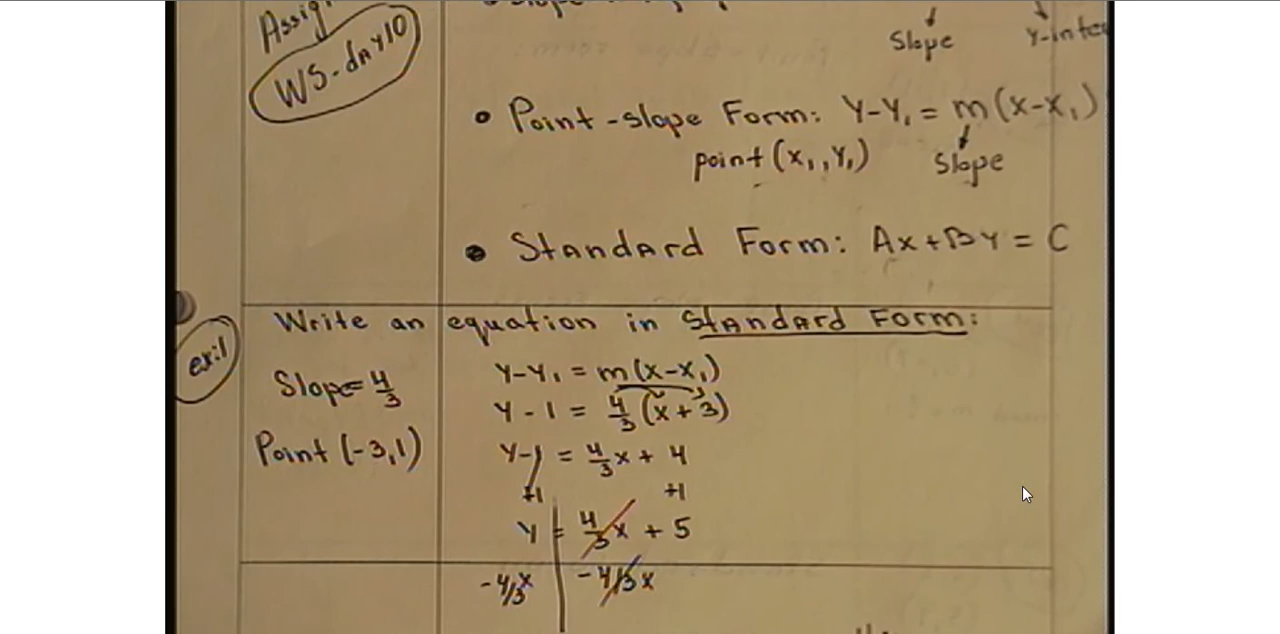 Assig
WS-day10
Slope Y-inte
• Point-slope Form: Y-Y₁ = m(x-x₁)
point (x₁,Y₁) Slope
• Standard Form: Ax+By = C
ex:1
Write an equation in Standard Form:
Slope=4/3
Point (-3,1)
Y-Y₁ = m(x-x₁)
Y-1 = 4/3(x+3)
Y-1 = 4/3x + 4
+1 +1
Y = 4/3x + 5
-4/3x -4/3x